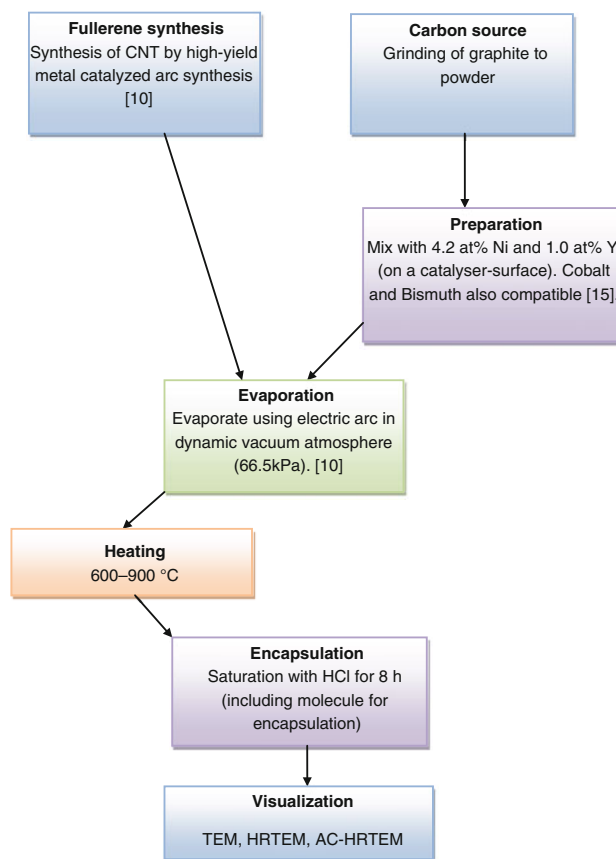 Fullerene synthesis
Synthesis of CNT by high-yield
metal catalyzed arc synthesis
[10]
Carbon source
Grinding of graphite to
powder
Preparation
Mix with 4.2 at% Ni and 1.0 at% Y
(on a catalyser-surface). Cobalt
and Bismuth also compatible [15].
Evaporation
Evaporate using electric arc in
dynamic vacuum atmosphere
(66.5kPa). [10]
Heating
600–900 °C
Encapsulation
Saturation with HCl for 8 h
(including molecule for
encapsulation)
Visualization
TEM, HRTEM, AC-HRTEM